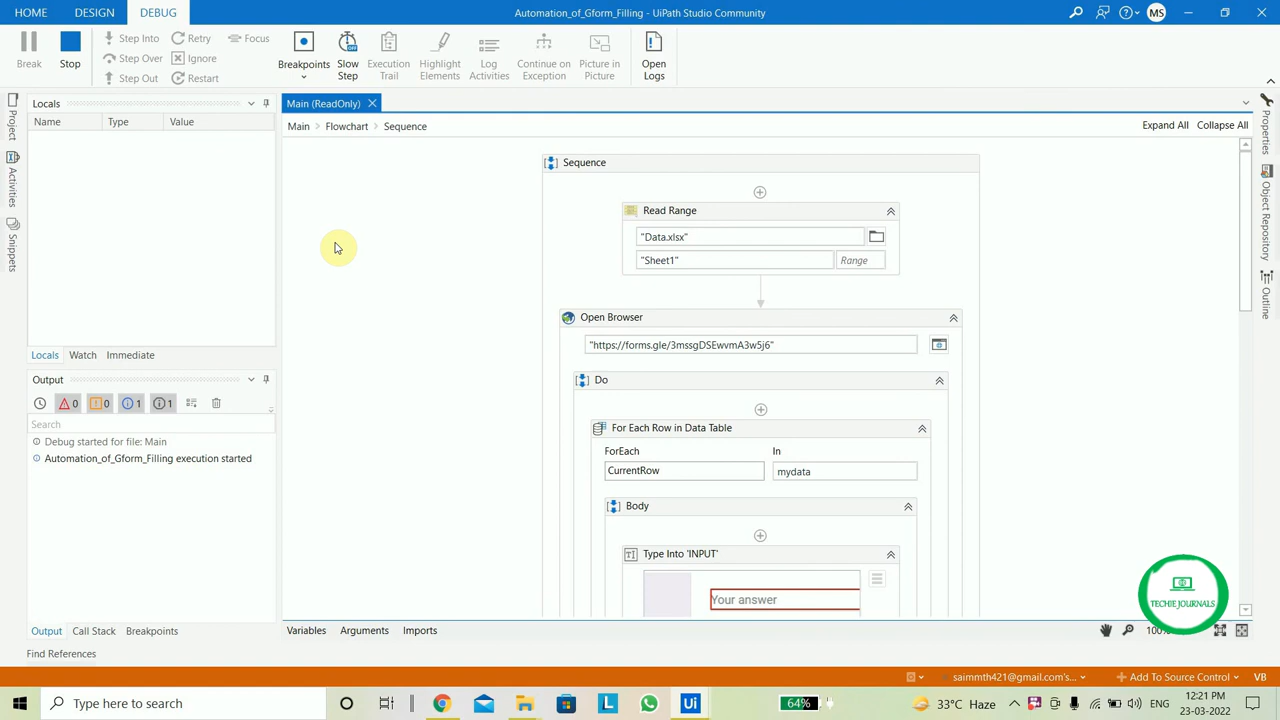 HOME DESIGN DEBUG Automation_of_Gform_Filling - UiPath Studio Community MS
Break Stop Step Into Step Over Step Out Retry Ignore Restart Focus Breakpoints Slow Step Execution Trail Highlight Elements Log Activities Continue on Exception Picture in Picture Open Logs
Locals
Name Type Value
Main (ReadOnly)
Main > Flowchart > Sequence Expand All Collapse All
Project
Activities
Snippets
Properties
Object Repository
Outline
Sequence
Read Range
"Data.xlsx"
"Sheet1" Range
Open Browser
"https://forms.gle/3mssgDSEwvmA3w5j6"
Do
For Each Row in Data Table
ForEach In
CurrentRow mydata
Body
Type Into 'INPUT'
Your answer
Locals Watch Immediate
Output
0 0 1 1
Search
Debug started for file: Main
Automation_of_Gform_Filling execution started
TECHIE JOURNALS
Output Call Stack Breakpoints
Variables Arguments Imports 100%
Find References
saimmth421@gmail.com's... Add To Source Control VB
Type here to search L Ui 64% 33°C Haze ENG 12:21 PM
23-03-2022